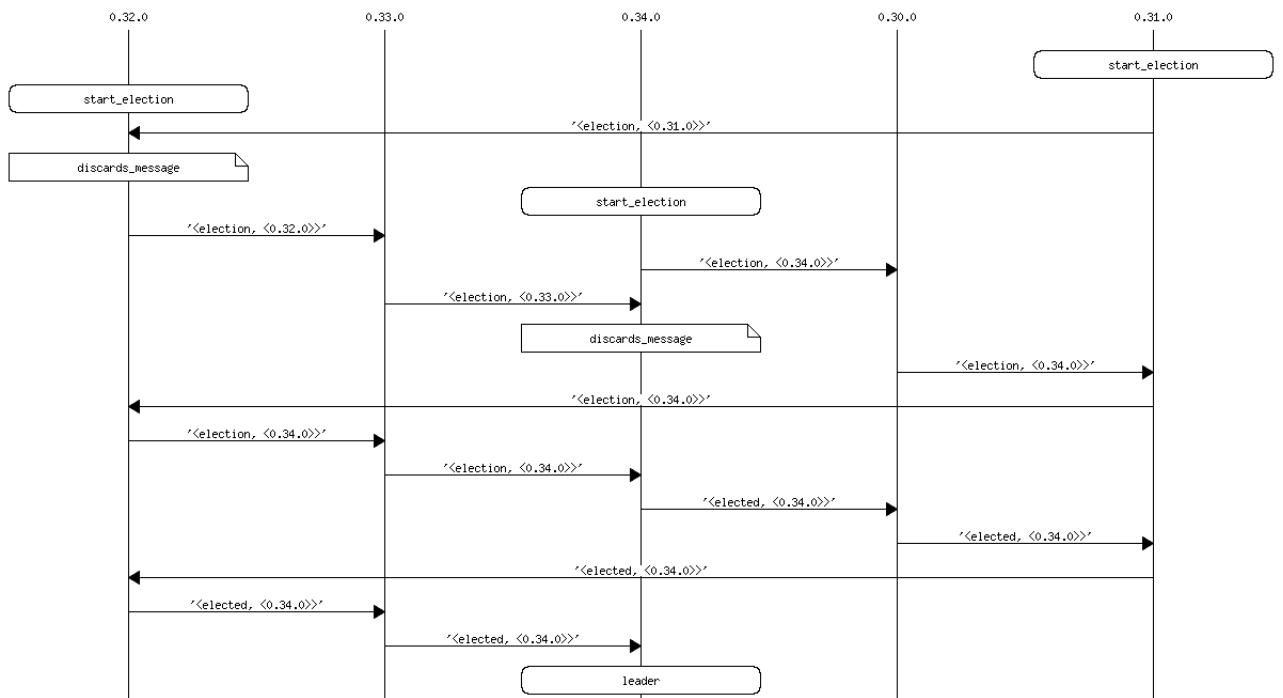 0.32.0 0.33.0 0.34.0 0.30.0 0.31.0
start_election
start_election
'<election, <0.31.0>>'
discards_message
start_election
'<election, <0.32.0>>'
'<election, <0.34.0>>'
'<election, <0.33.0>>'
discards_message
'<election, <0.34.0>>'
'<election, <0.34.0>>'
'<election, <0.34.0>>'
'<election, <0.34.0>>'
'<elected, <0.34.0>>'
'<elected, <0.34.0>>'
'<elected, <0.34.0>>'
'<elected, <0.34.0>>'
'<elected, <0.34.0>>'
leader